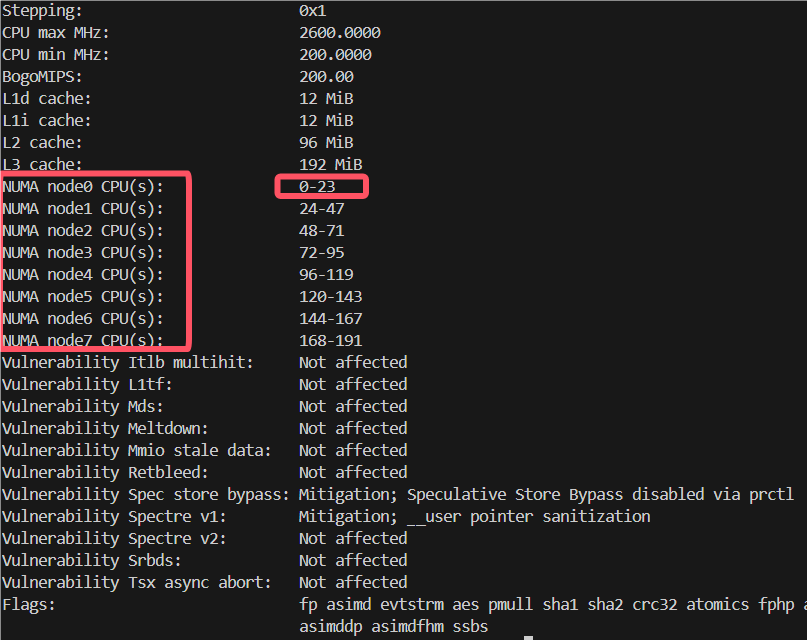 Stepping: 0x1
CPU max MHz: 2600.0000
CPU min MHz: 200.0000
BogoMIPS: 200.00
L1d cache: 12 MiB
L1i cache: 12 MiB
L2 cache: 96 MiB
L3 cache: 192 MiB
NUMA node0 CPU(s): 0-23
NUMA node1 CPU(s): 24-47
NUMA node2 CPU(s): 48-71
NUMA node3 CPU(s): 72-95
NUMA node4 CPU(s): 96-119
NUMA node5 CPU(s): 120-143
NUMA node6 CPU(s): 144-167
NUMA node7 CPU(s): 168-191
Vulnerability Itlb multihit: Not affected
Vulnerability L1tf: Not affected
Vulnerability Mds: Not affected
Vulnerability Meltdown: Not affected
Vulnerability Mmio stale data: Not affected
Vulnerability Retbleed: Not affected
Vulnerability Spec store bypass: Mitigation; Speculative Store Bypass disabled via prctl
Vulnerability Spectre v1: Mitigation; __user pointer sanitization
Vulnerability Spectre v2: Not affected
Vulnerability Srbds: Not affected
Vulnerability Tsx async abort: Not affected
Flags: fp asimd evtstrm aes pmull sha1 sha2 crc32 atomics fphp
asimddp asimdfhm ssbs